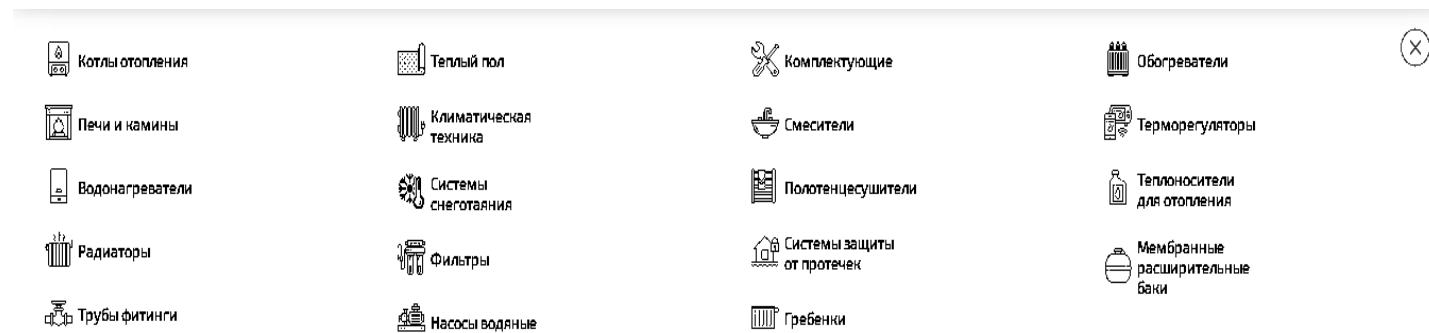 Котлы отопления
Печи и камины
Водонагреватели
Радиаторы
Трубы фитинги
Теплый пол
Климатическая
техника
Системы
снеготаяния
Фильтры
Насосы водяные
Комплектующие
Смесители
Полотенцесушители
Системы защиты
от протечек
Гребенки
Обогреватели
Терморегуляторы
Теплоносители
для отопления
Мембранные
расширительные
баки